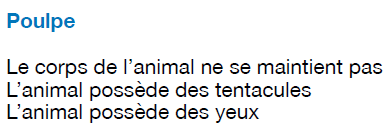 Poulpe
Le corps de l'animal ne se maintient pas
L'animal possède des tentacules
L'animal possède des yeux